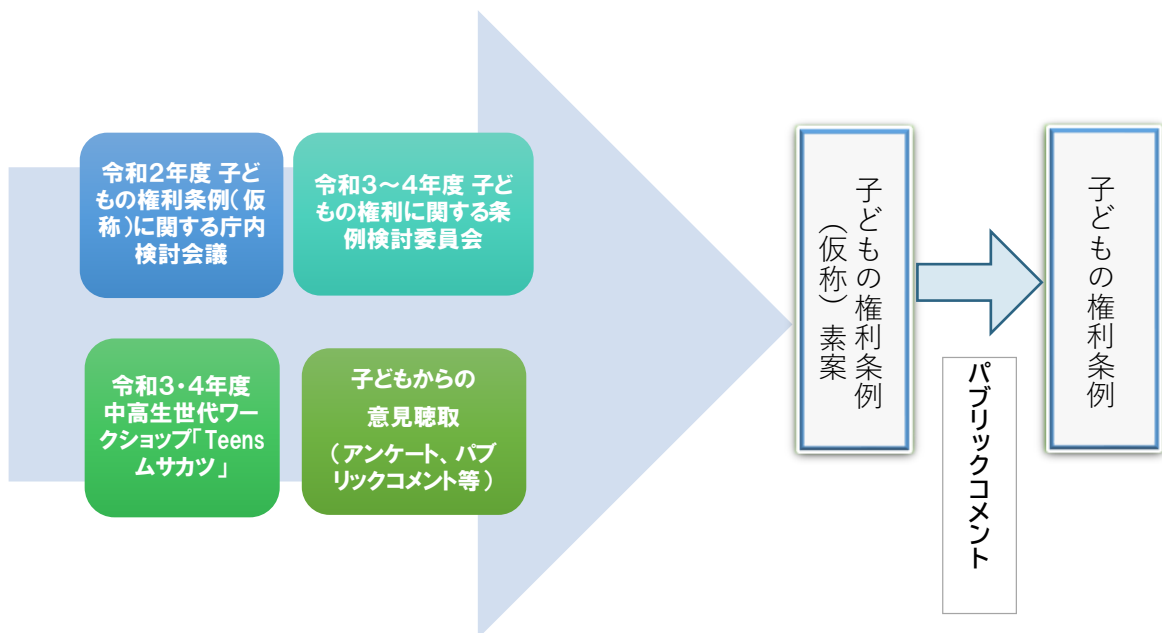 令和2年度 子ど
もの権利条例(仮
称)に関する庁内
検討会議
令和3～4年度 子ど
もの権利に関する条
例検討委員会
令和3・4年度
中高生世代ワー
クショップ「Teens
ムサカツ」
子どもからの
意見聴取
(アンケート、パブ
リックコメント等)
子どもの権利条例
(仮称)素案
パブリックコメント
子どもの権利条例